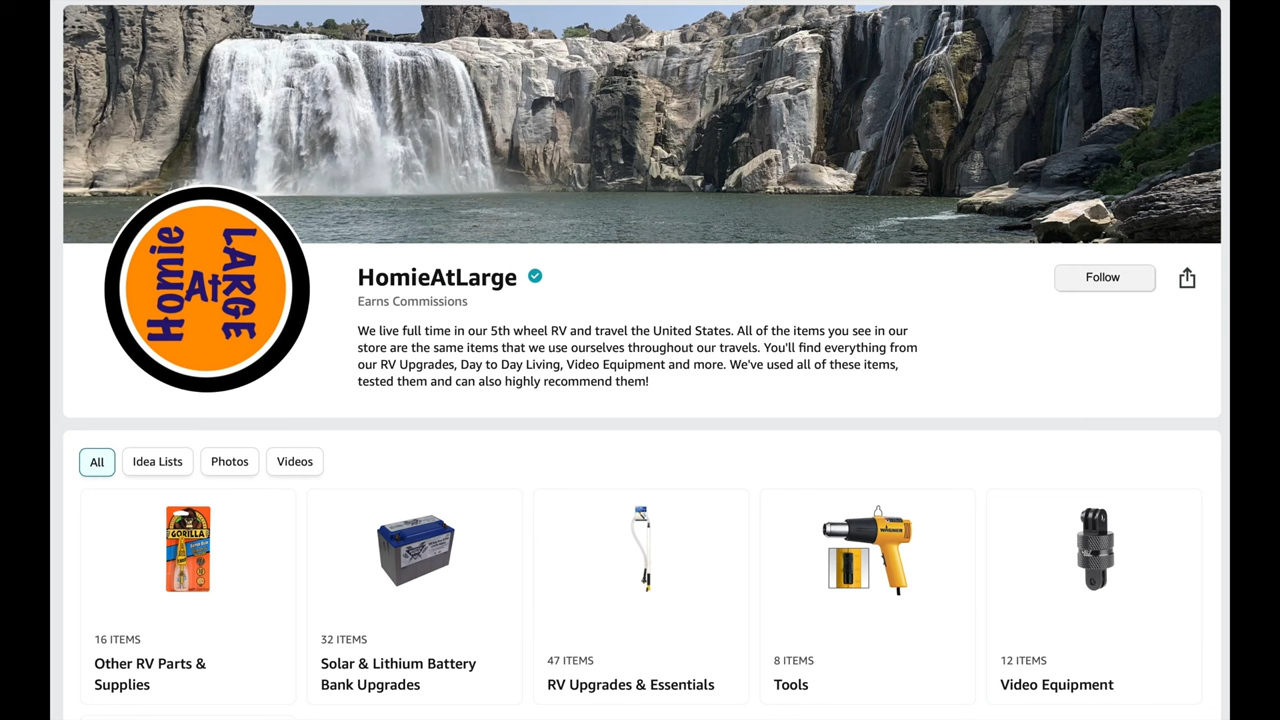 Homie
At
LARGE
HomieAtLarge
Follow
Earns Commissions
We live full time in our 5th wheel RV and travel the United States. All of the items you see in our
store are the same items that we use ourselves throughout our travels. You'll find everything from
our RV Upgrades, Day to Day Living, Video Equipment and more. We've used all of these items,
tested them and can also highly recommend them!
All
Idea Lists
Photos
Videos
GORILLA
WAGNER
16 ITEMS
Other RV Parts &
Supplies
32 ITEMS
Solar & Lithium Battery
Bank Upgrades
47 ITEMS
RV Upgrades & Essentials
8 ITEMS
Tools
12 ITEMS
Video Equipment